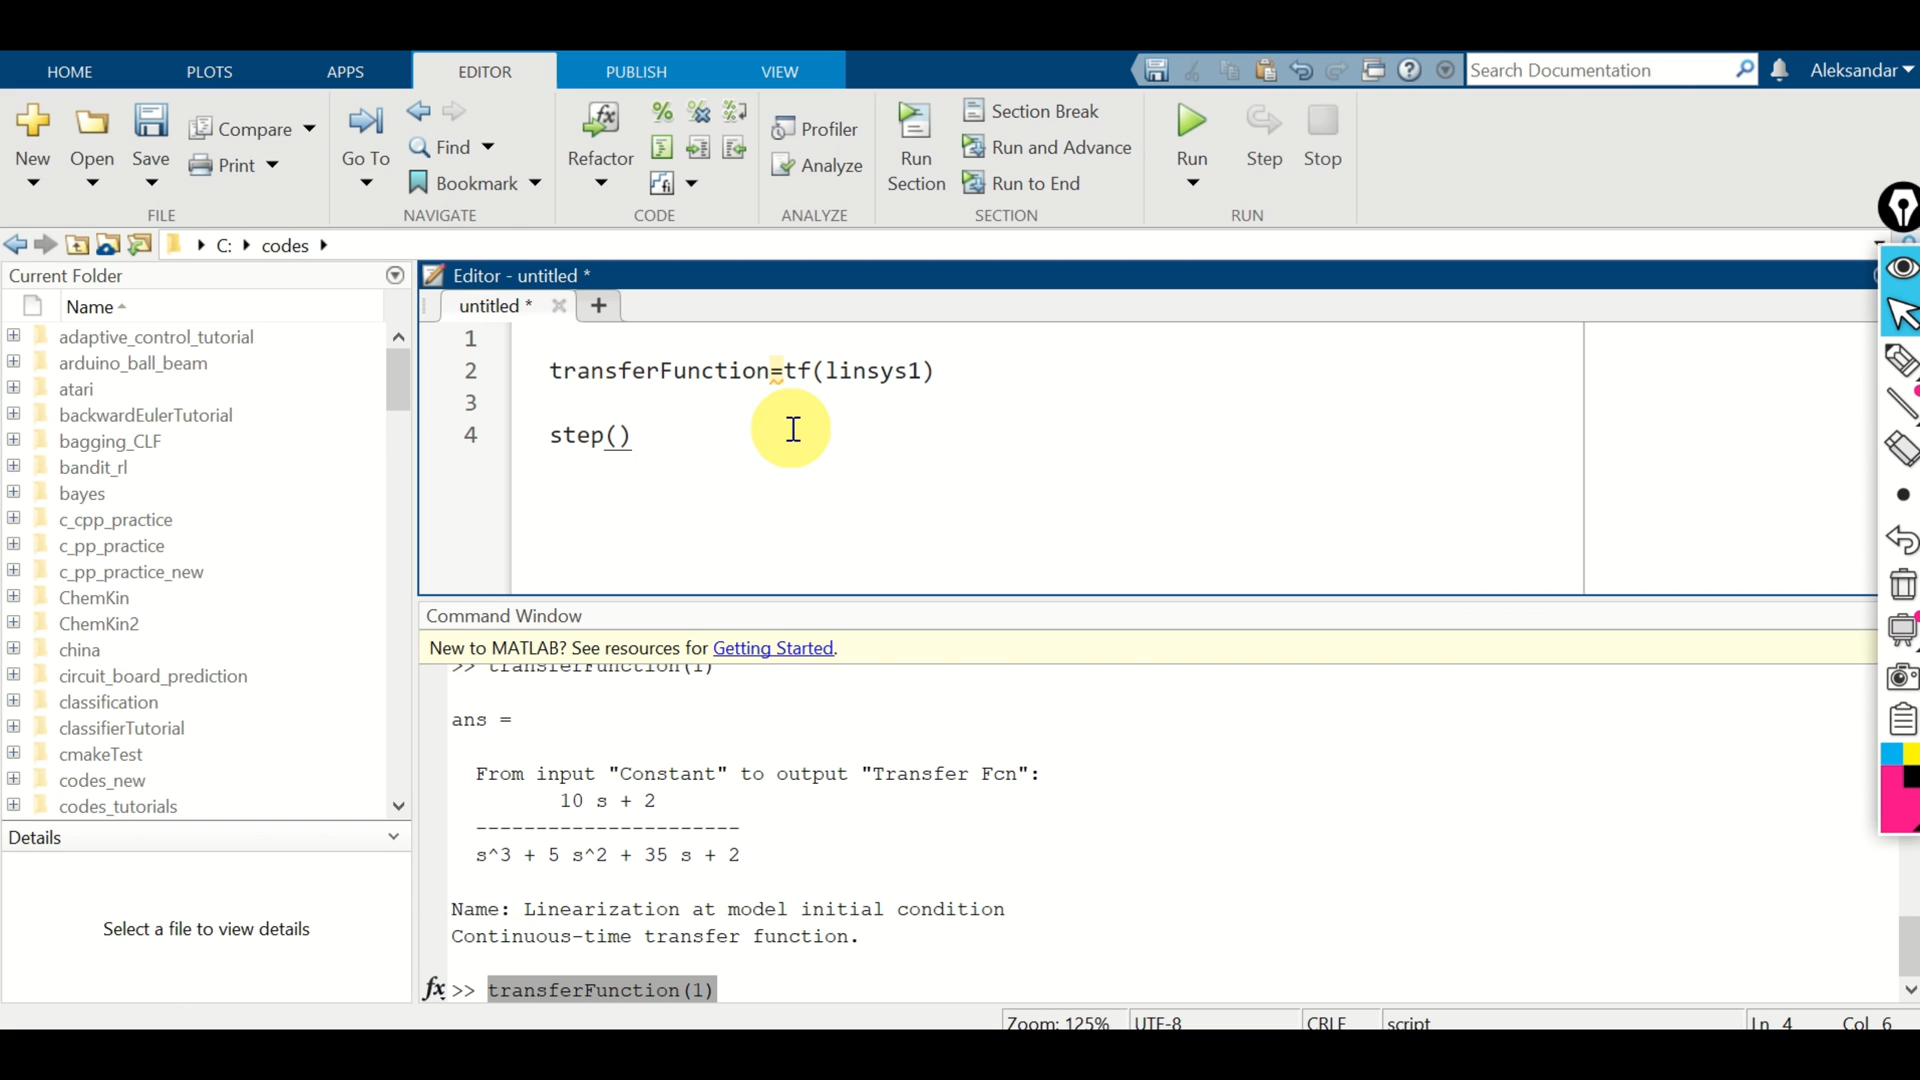 HOME PLOTS APPS EDITOR PUBLISH VIEW Search Documentation Aleksandar
New Open Save Compare Print
FILE
Go To Find Bookmark
NAVIGATE
Refactor
CODE
Profiler
Analyze
ANALYZE
Run Section
Section Break
Run and Advance
Run to End
SECTION
Run Step Stop
RUN
C: codes
Current Folder
Name
adaptive_control_tutorial
arduino_ball_beam
atari
backwardEulerTutorial
bagging_CLF
bandit_rl
bayes
c_cpp_practice
c_pp_practice
c_pp_practice_new
ChemKin
ChemKin2
china
circuit_board_prediction
classification
classifierTutorial
cmakeTest
codes_new
codes_tutorials
Details
Select a file to view details
Editor - untitled *
untitled *
1
2 transferFunction=tf(linsys1)
3
4 step()
Command Window
New to MATLAB? See resources for Getting Started.
>> transferFunction(1)
ans =
From input "Constant" to output "Transfer Fcn":
10 s + 2
----------------------
s^3 + 5 s^2 + 35 s + 2
Name: Linearization at model initial condition
Continuous-time transfer function.
fx >> transferFunction(1)
Zoom: 125% UTF-8 CRLF script Ln 4 Col 6